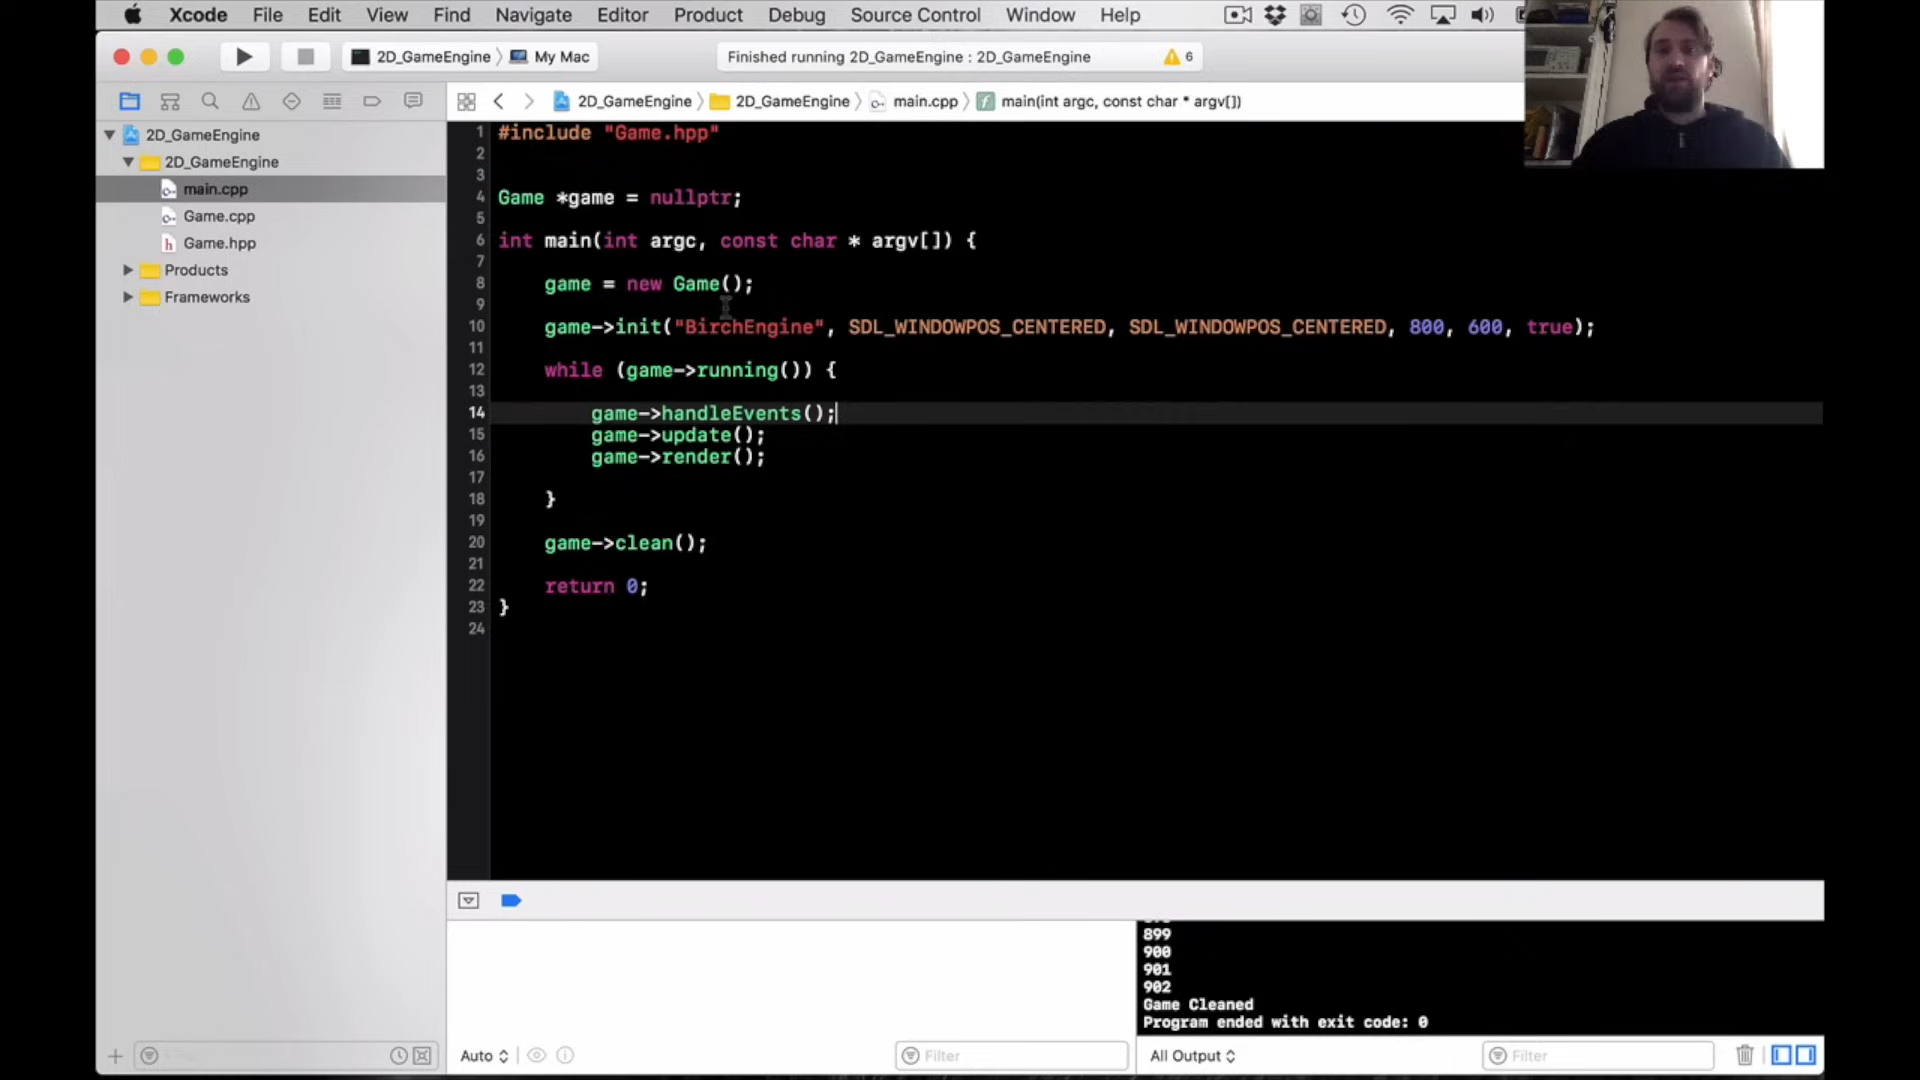 Xcode File Edit View Find Navigate Editor Product Debug Source Control Window Help
2D_GameEngine My Mac
Finished running 2D_GameEngine : 2D_GameEngine
6
2D_GameEngine 2D_GameEngine main.cpp main(int argc, const char * argv[])
2D_GameEngine
2D_GameEngine
main.cpp
Game.cpp
Game.hpp
Products
Frameworks
1 #include "Game.hpp"
2
3
4 Game *game = nullptr;
5
6 int main(int argc, const char * argv[]) {
7
8 game = new Game();
9
10 game->init("BirchEngine", SDL_WINDOWPOS_CENTERED, SDL_WINDOWPOS_CENTERED, 800, 600, true);
11
12 while (game->running()) {
13
14 game->handleEvents();
15 game->update();
16 game->render();
17
18 }
19
20 game->clean();
21
22 return 0;
23 }
24
899
900
901
902
Game Cleaned
Program ended with exit code: 0
Auto
Filter
All Output
Filter